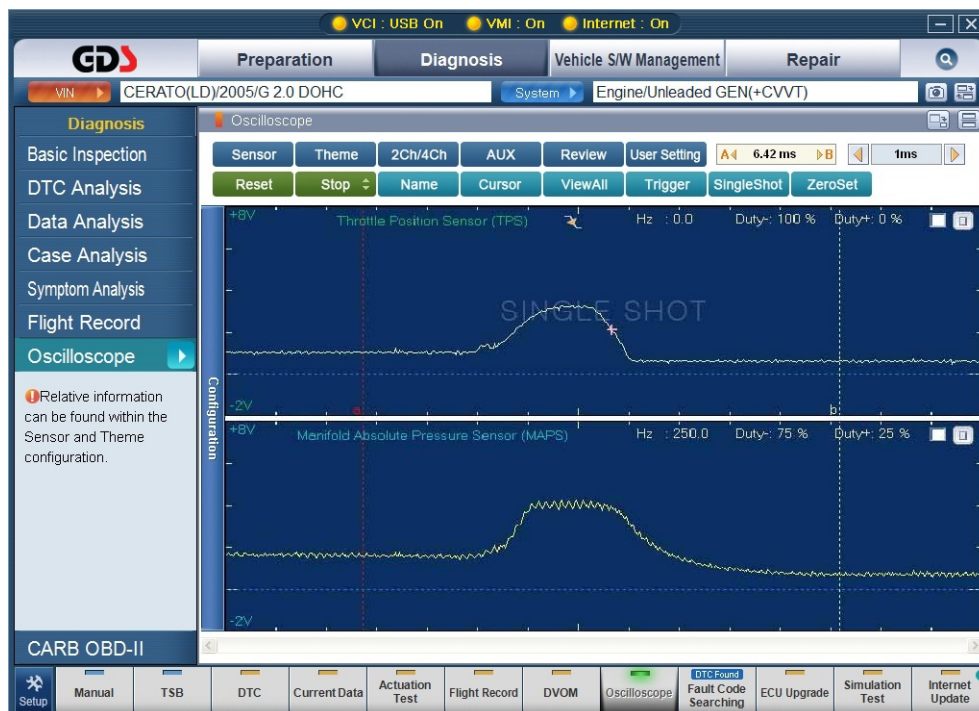 VCI : USB On VMI : On Internet : On
GDS
Preparation Diagnosis Vehicle S/W Management Repair
VIN CERATO(LD)/2005/G 2.0 DOHC System Engine/Unleaded GEN(+CVVT)
Diagnosis
Basic Inspection
DTC Analysis
Data Analysis
Case Analysis
Symptom Analysis
Flight Record
Oscilloscope
Relative information
can be found within the
Sensor and Theme
configuration.
CARB OBD-II
Oscilloscope
Sensor Theme 2Ch/4Ch AUX Review User Setting A 6.42 ms B 1ms
Reset Stop Name Cursor ViewAll Trigger SingleShot ZeroSet
Configuration
+8V Throttle Position Sensor (TPS) Hz : 0.0 Duty-: 100 % Duty+: 0 %
SINGLE SHOT
-2V a b
+8V Manifold Absolute Pressure Sensor (MAPS) Hz : 250.0 Duty-: 75 % Duty+: 25 %
-2V
Setup
Manual
TSB
DTC
Current Data
Actuation
Test
Flight Record
DVOM
Oscilloscope
DTC Found
Fault Code
Searching
ECU Upgrade
Simulation
Test
Internet
Update